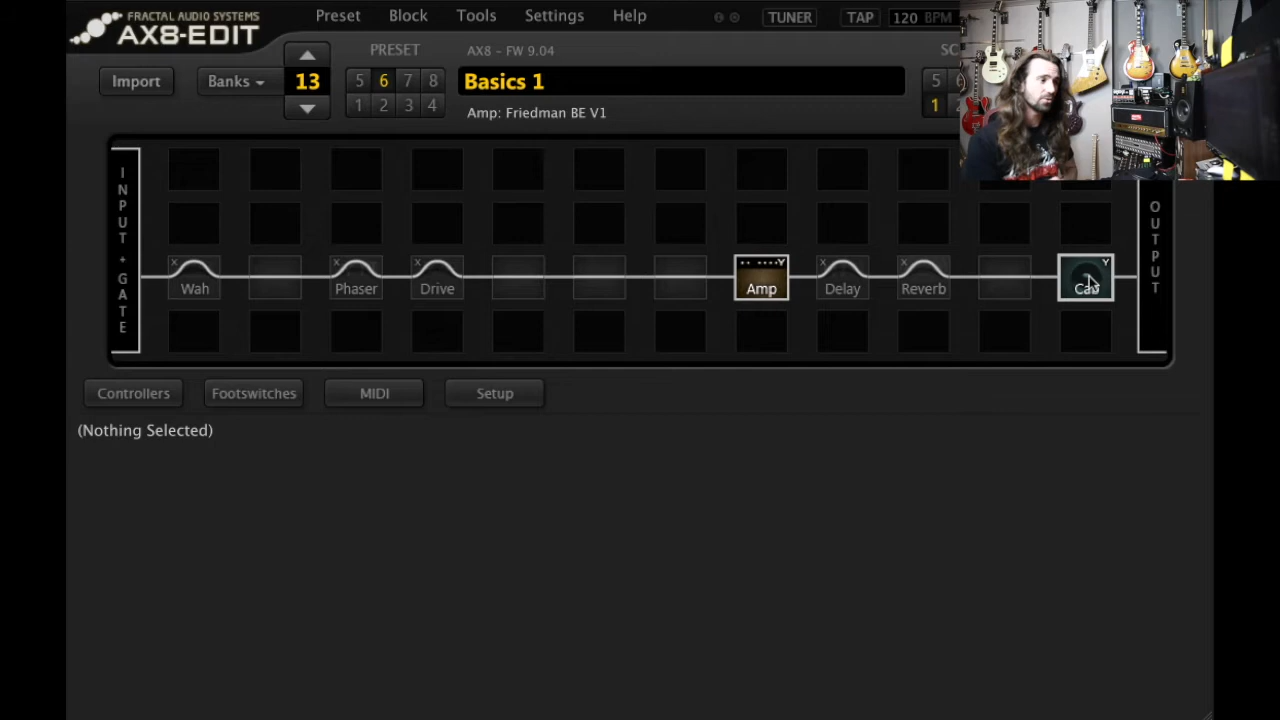 FRACTAL AUDIO SYSTEMS
AX8-EDIT
Preset Block Tools Settings Help
TUNER TAP 120 BPM
PRESET
AX8 - FW 9.04
SC
Import Banks 13
5 6 7 8
1 2 3 4
Basics 1
5
1
Amp: Friedman BE V1
INPUT + GATE
X Wah
X Phaser
X Drive
Y Amp
X Delay
X Reverb
Y
OUTPUT
Controllers Footswitches MIDI Setup
(Nothing Selected)